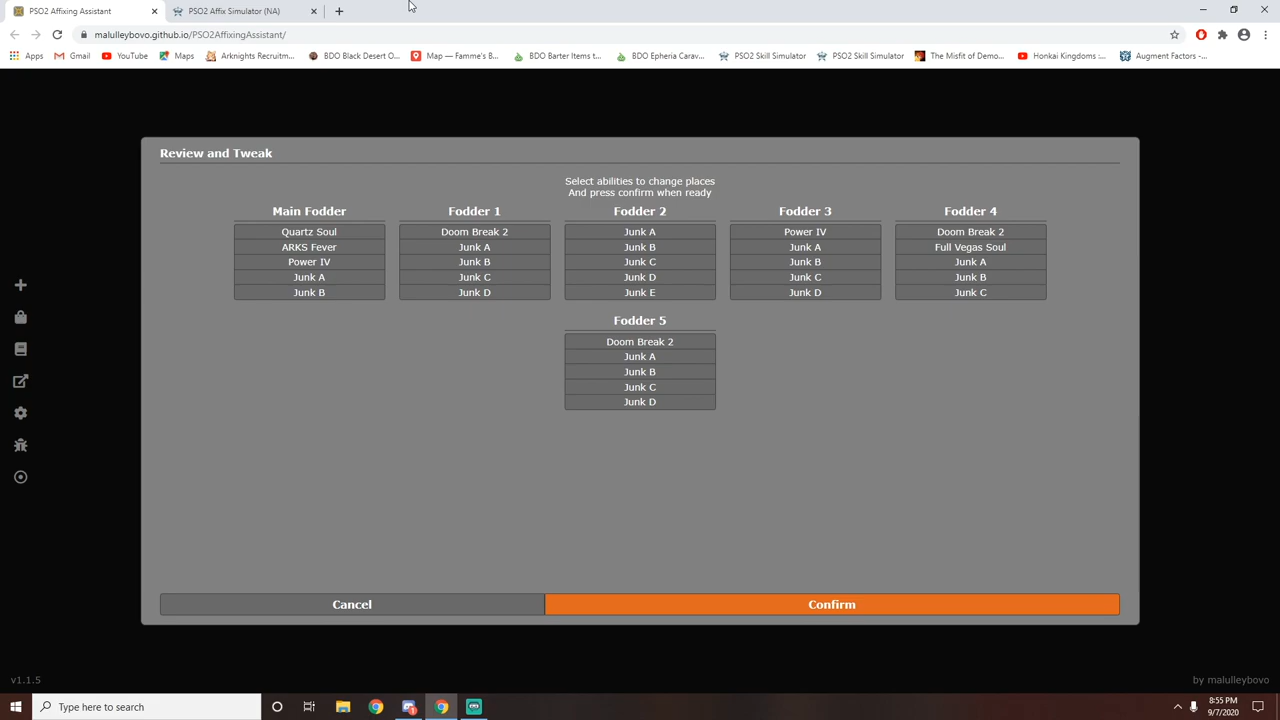 PSO2 Affixing Assistant
PSO2 Affix Simulator (NA)
malulleybovo.github.io/PSO2AffixingAssistant/
Apps
Gmail
YouTube
Maps
Arknights Recruitm...
BDO Black Desert O...
Map — Famme's B...
BDO Barter Items t...
BDO Epheria Carav...
PSO2 Skill Simulator
PSO2 Skill Simulator
The Misfit of Demo...
Honkai Kingdoms :...
Augment Factors -...
Review and Tweak
Select abilities to change places
And press confirm when ready
Main Fodder
Quartz Soul
ARKS Fever
Power IV
Junk A
Junk B
Fodder 1
Doom Break 2
Junk A
Junk B
Junk C
Junk D
Fodder 2
Junk A
Junk B
Junk C
Junk D
Junk E
Fodder 3
Power IV
Junk A
Junk B
Junk C
Junk D
Fodder 4
Doom Break 2
Full Vegas Soul
Junk A
Junk B
Junk C
Fodder 5
Doom Break 2
Junk A
Junk B
Junk C
Junk D
Cancel
Confirm
v1.1.5
by malulleybovo
Type here to search
8:55 PM
9/7/2020